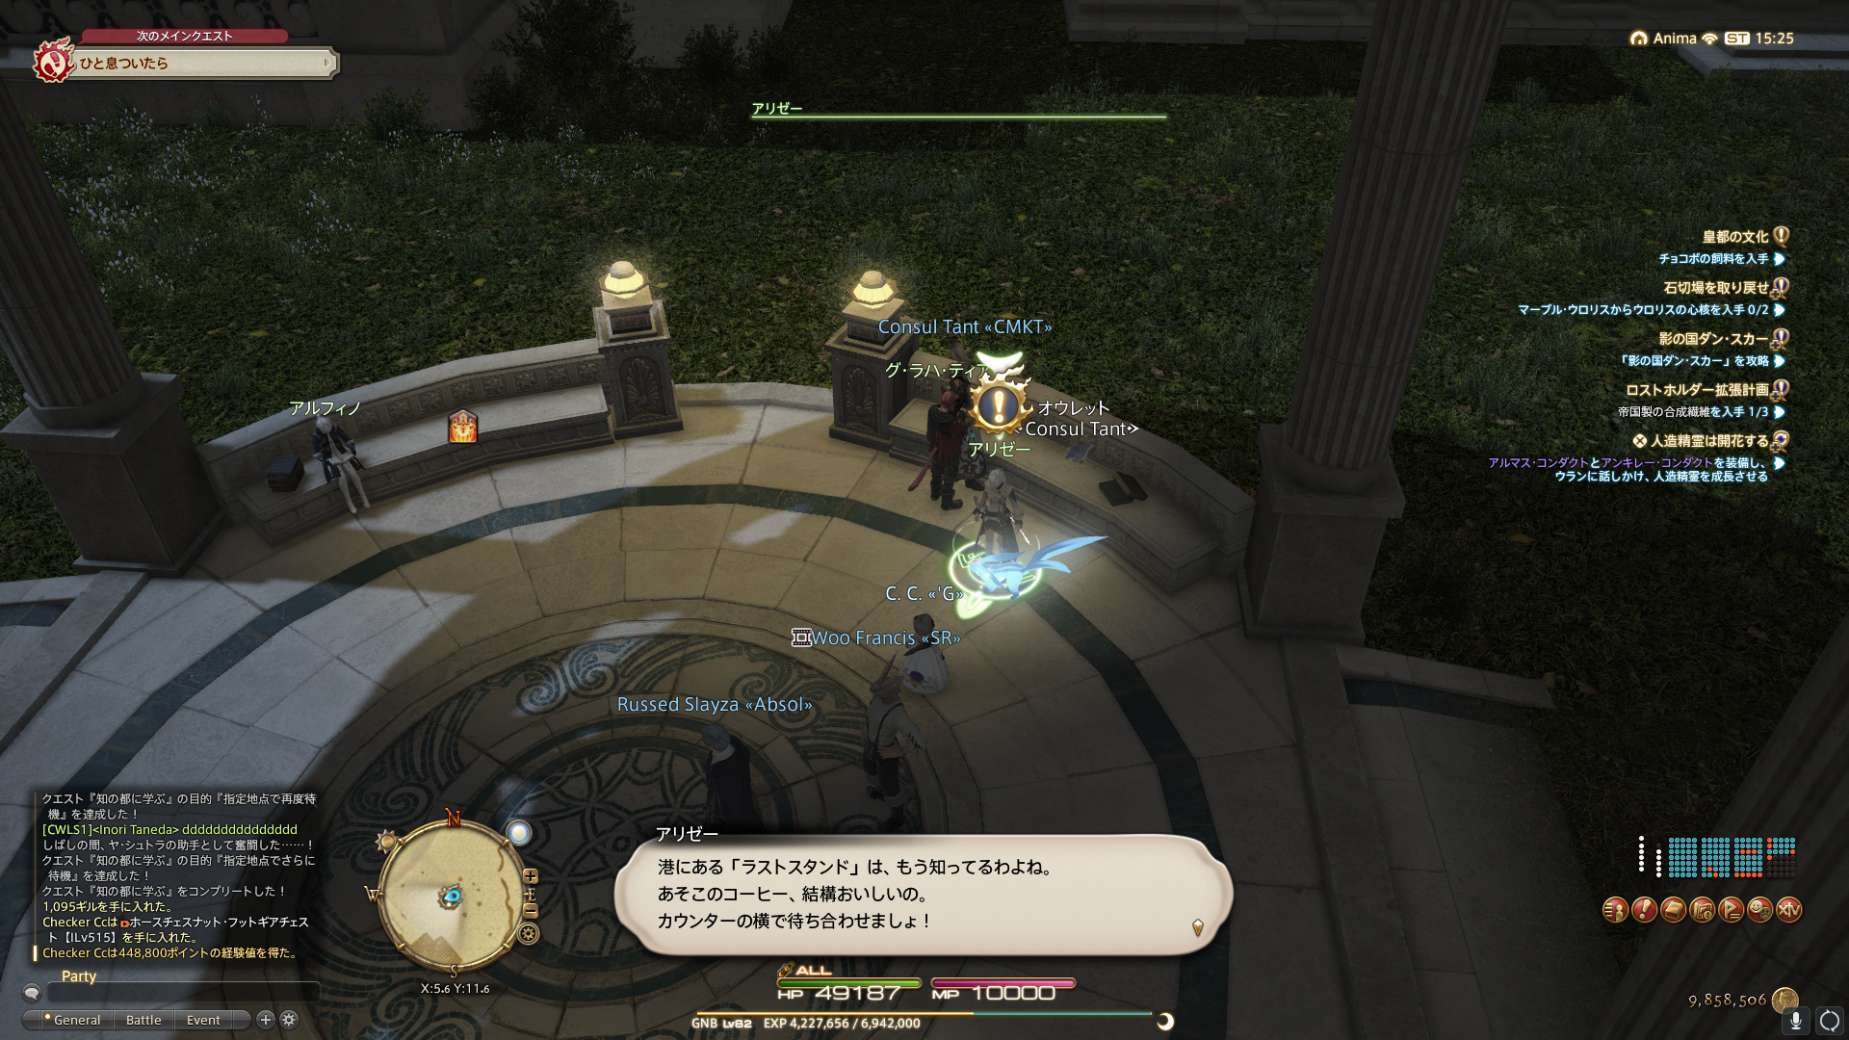 次のメインクエスト
ひと息ついたら
Anima ST 15:25
アリゼー
皇都の文化
チョコボの飼料を入手
石切場を取り戻せ
マーブル・ウロリスからウロリスの心核を入手 0/2
影の国ダン・スカー
「影の国ダン・スカー」を攻略
ロストホルダー拡張計画
帝国製の合成繊維を入手 1/3
人造精霊は開花する
アルマス・コンダクトとアンキレー・コンダクトを装備し、
ウランに話しかけ、人造精霊を成長させる
Consul Tant «CMKT»
グ・ラハ・ティア
アルフィノ
オウレット
Consul Tant
アリゼー
C. C. «'G»
Woo Francis «SR»
Russed Slayza «Absol»
クエスト『知の都に学ぶ』の目的『指定地点で再度待
機』を達成した！
[CWLS1]<Inori Taneda> ddddddddddddddd
しばしの間、ヤ・シュトラの助手として奮闘した……！
クエスト『知の都に学ぶ』の目的『指定地点でさらに
待機』を達成した！
クエスト『知の都に学ぶ』をコンプリートした！
1,095ギルを手に入れた。
Checker Ccは ホースチェスナット・フットギアチェス
ト【ILv515】を手に入れた。
Checker Ccは448,800ポイントの経験値を得た。
Party
General Battle Event
N
W
E
S
X:5.6 Y:11.6
アリゼー
港にある「ラストスタンド」は、もう知ってるわよね。
あそこのコーヒー、結構おいしいの。
カウンターの横で待ち合わせましょ！
ALL
HP 49187 MP 10000
GNB Lv82 EXP 4,227,656 / 6,942,000
XIV
9,858,506